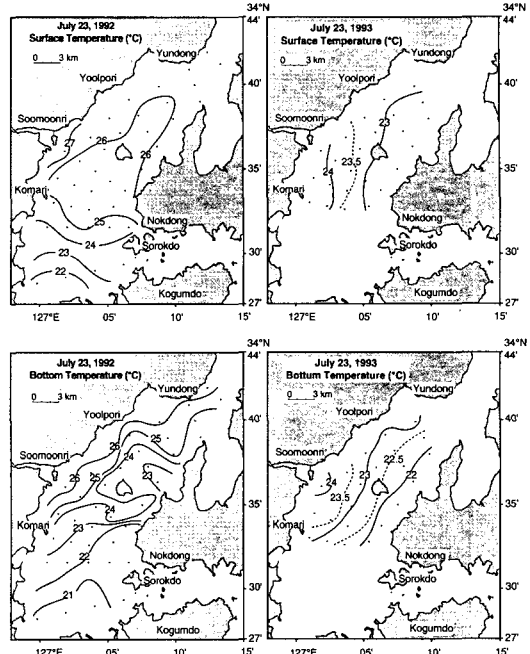 July 23, 1992
Surface Temperature (°C)
0 3 km
Yundong
Yoolpori
Soomoonri
27
26
26
Komari
25
24
23
22
Nokdong
Sorokdo
Kogumdo
127°E 05' 10' 15'
34°N
44'
40'
35'
30'
27'
July 23, 1993
Surface Temperature (°C)
0 3 km
Yundong
Yoolpori
Soomoonri
23
23.5
24
Komari
Nokdong
Sorokdo
Kogumdo
127°E 05' 10' 15'
34°N
44'
40'
35'
30'
27'
July 23, 1992
Bottom Temperature (°C)
0 3 km
Yundong
Yoolpori
Soomoonri
26
25
24
26
25
23
24
Komari
23
22
21
Nokdong
Sorokdo
Kogumdo
127°E 05' 10' 15'
34°N
44'
40'
35'
30'
27'
July 23, 1993
Bottum Temperature (°C)
0 3 km
Yundong
Yoolpori
Soomoonri
22.5
24
23
22
23.5
Komari
Nokdong
Sorokdo
Kogumdo
127°E 05' 10' 15'
34°N
44'
40'
35'
30'
27'